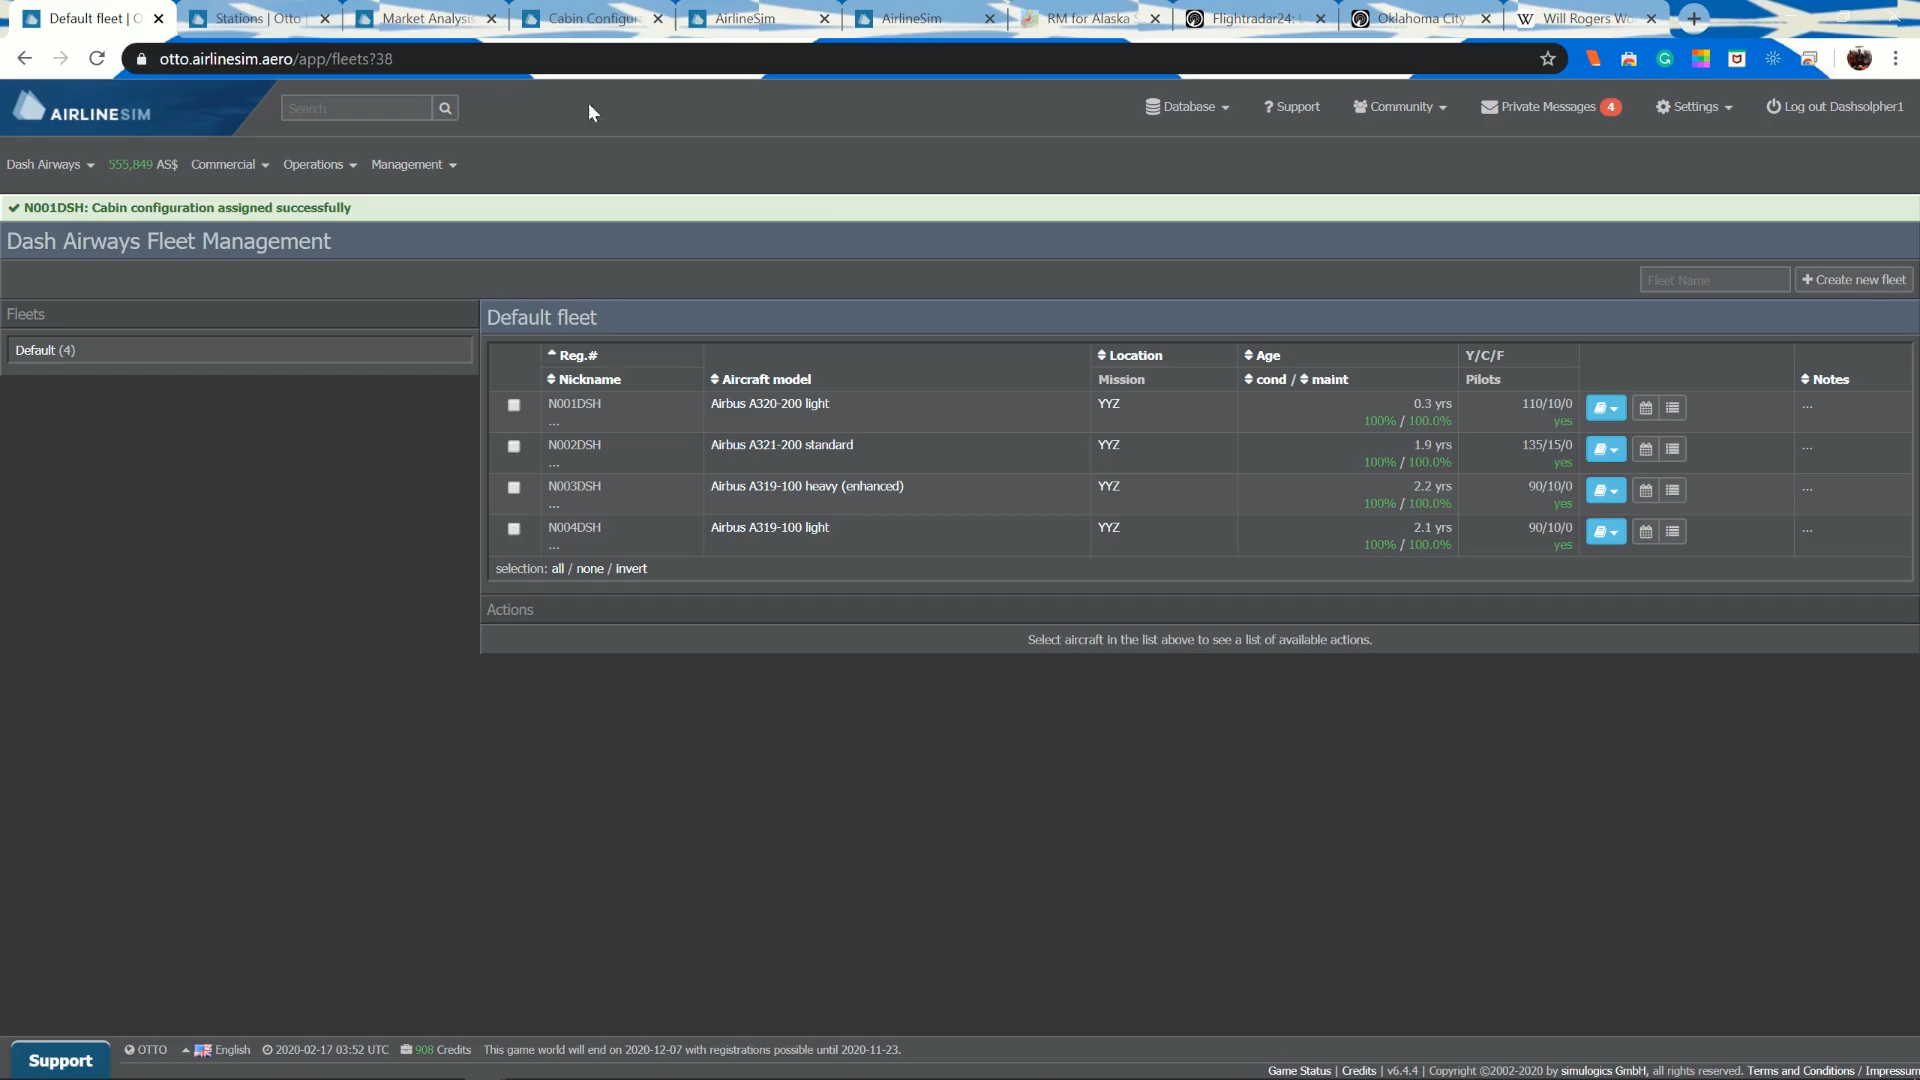 Default fleet | O
Stations | Otto
Market Analysis
Cabin Configur
AirlineSim
AirlineSim
RM for Alaska S
Flightradar24:
Oklahoma City
Will Rogers Wo
otto.airlinesim.aero/app/fleets?38
AIRLINESIM
Search
Database
? Support
Community
Private Messages 4
Settings
Log out Dashsolpher1
Dash Airways
555,849 AS$
Commercial
Operations
Management
N001DSH: Cabin configuration assigned successfully
Dash Airways Fleet Management
Fleet Name
+ Create new fleet
Fleets
Default (4)
Default fleet
Reg.# Location Age Y/C/F
Nickname Aircraft model Mission cond / maint Pilots Notes
N001DSH Airbus A320-200 light YYZ 0.3 yrs 110/10/0 ...
... 100% / 100.0% yes
N002DSH Airbus A321-200 standard YYZ 1.9 yrs 135/15/0 ...
... 100% / 100.0% yes
N003DSH Airbus A319-100 heavy (enhanced) YYZ 2.2 yrs 90/10/0 ...
... 100% / 100.0% yes
N004DSH Airbus A319-100 light YYZ 2.1 yrs 90/10/0 ...
... 100% / 100.0% yes
selection: all / none / invert
Actions
Select aircraft in the list above to see a list of available actions.
Support
OTTO English 2020-02-17 03:52 UTC 908 Credits This game world will end on 2020-12-07 with registrations possible until 2020-11-23.
Game Status | Credits | v6.4.4 | Copyright ©2002-2020 by simulogics GmbH, all rights reserved. Terms and Conditions / Impressum